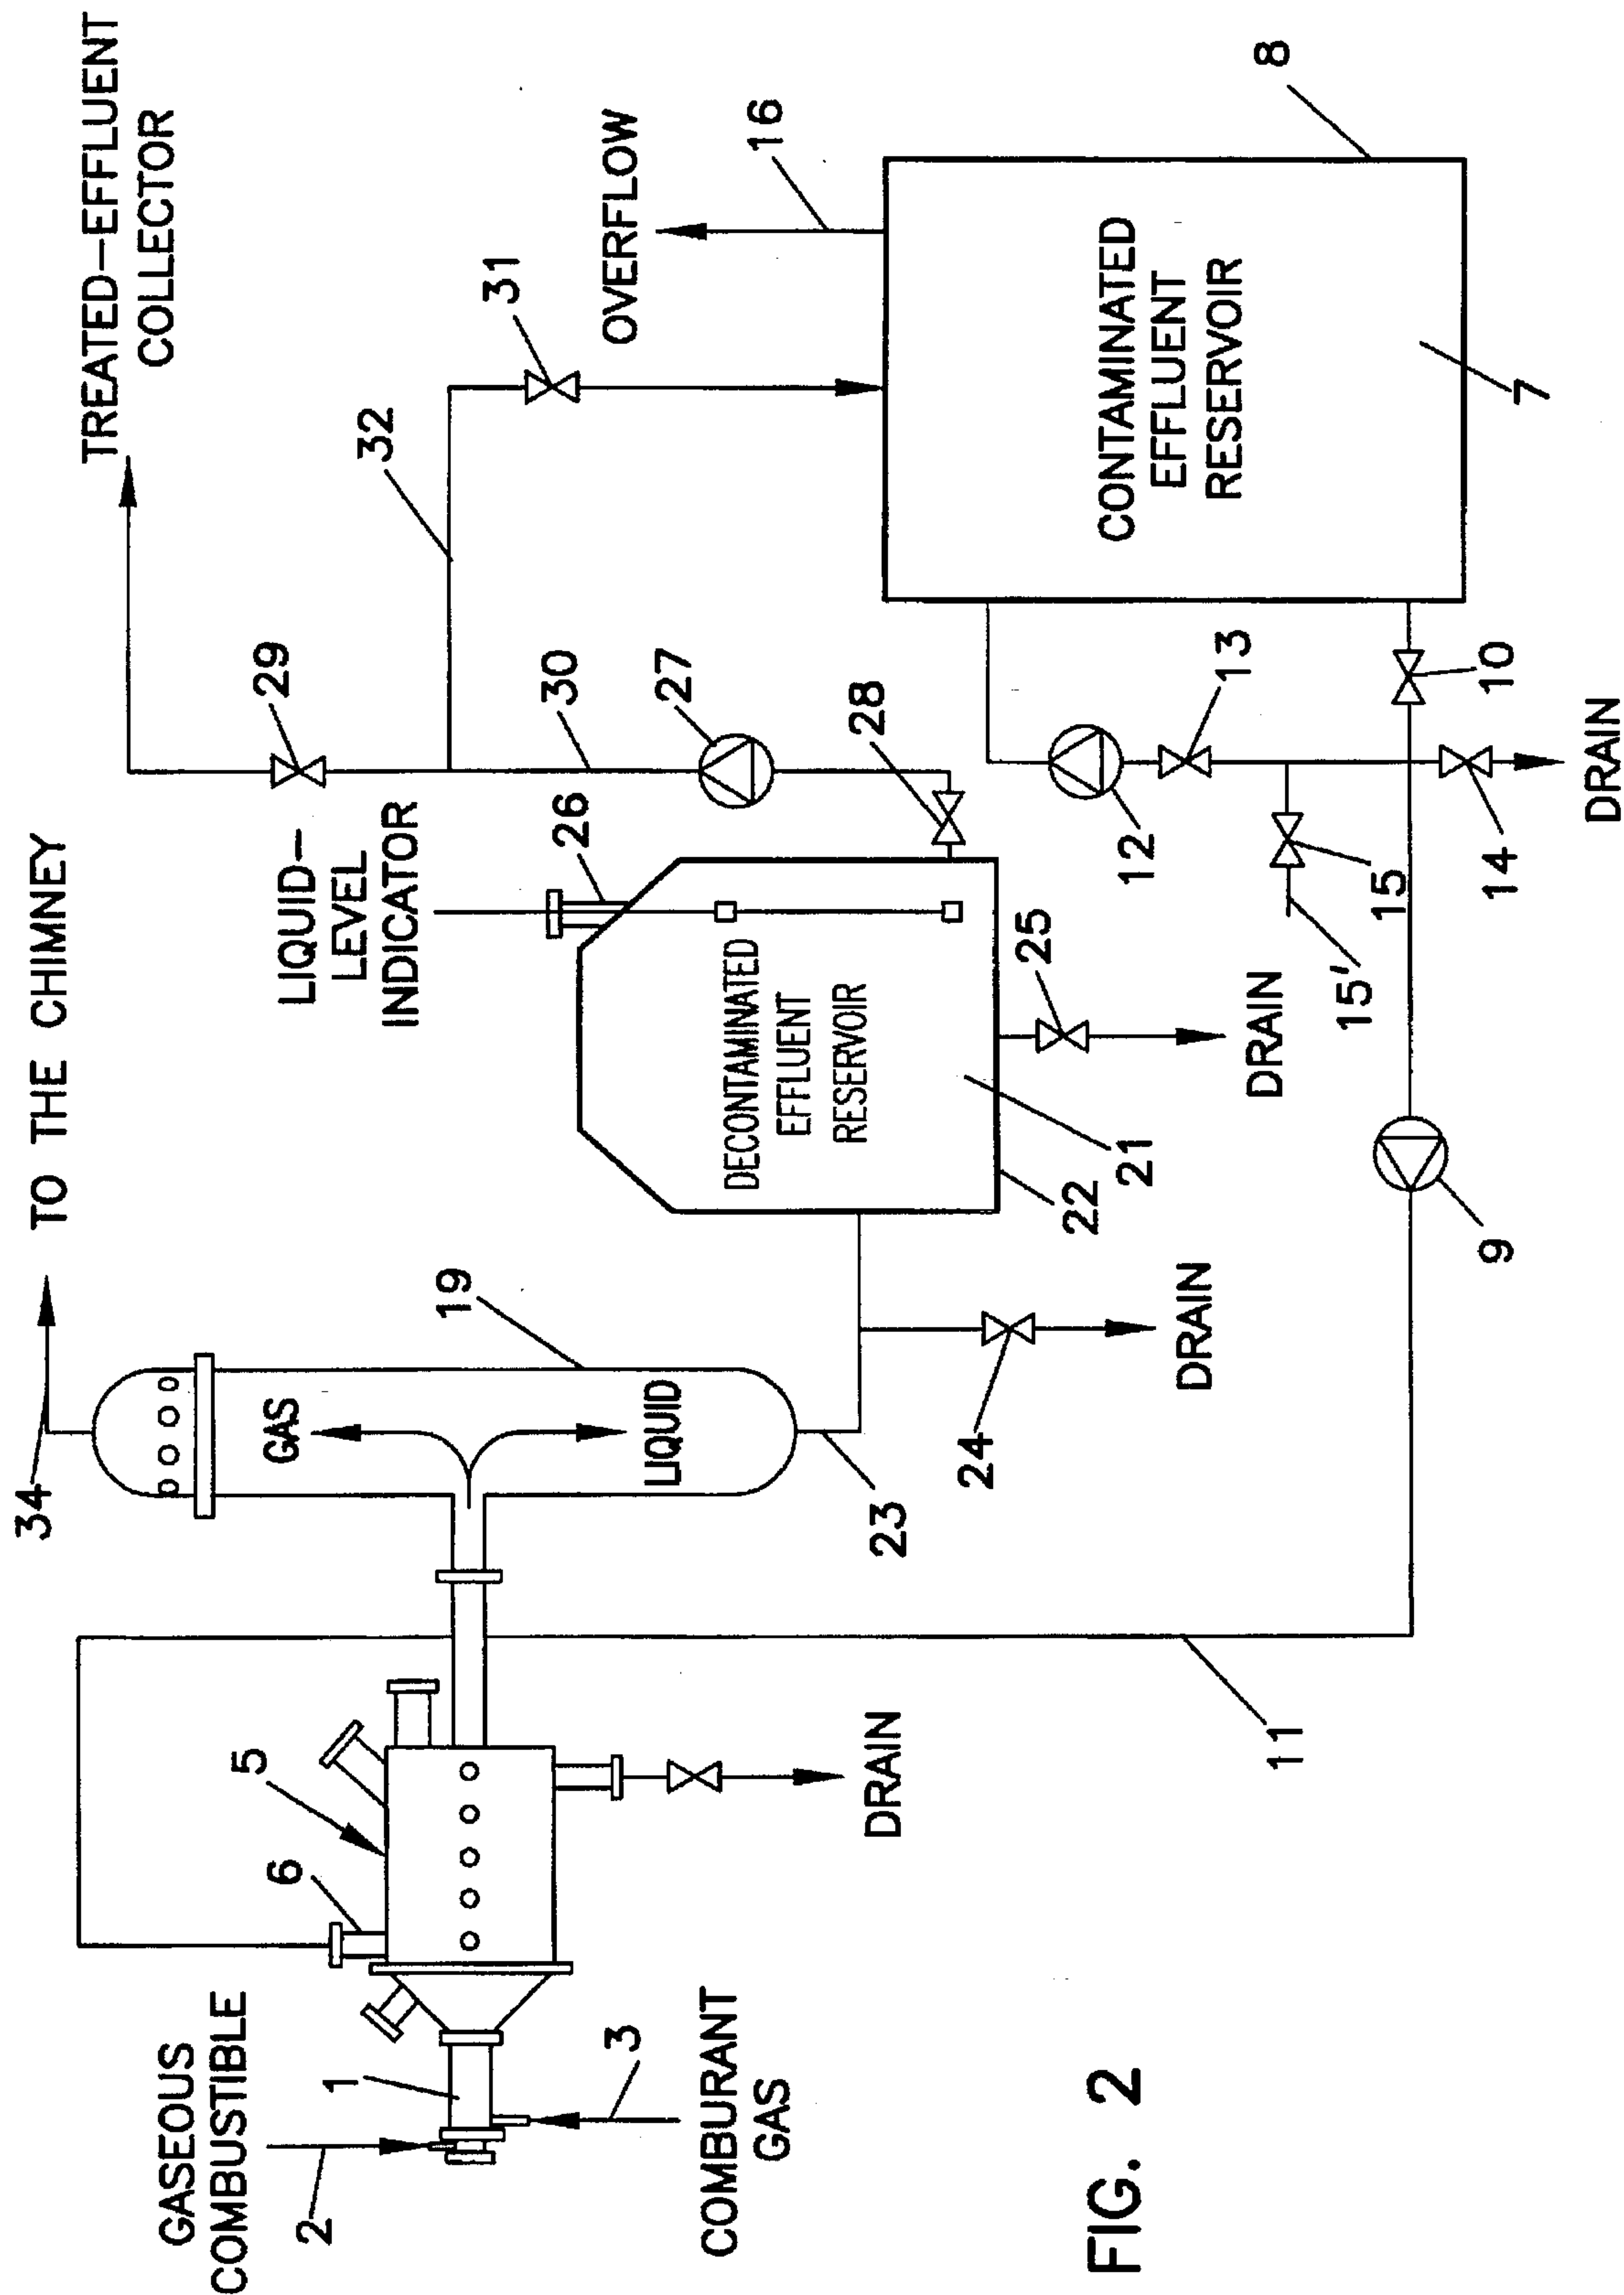 34
TO THE CHIMNEY
TREATED-EFFLUENT
COLLECTOR
GASEOUS
COMBUSTIBLE
2
1
6
5
GAS
19
LIQUID
LIQUID-
LEVEL
INDICATOR
26
29
32
31
OVERFLOW
16
30
27
28
DECONTAMINATED
EFFLUENT
RESERVOIR
CONTAMINATED
EFFLUENT
RESERVOIR
8
7
3
COMBURANT
GAS
DRAIN
23
24
DRAIN
22
21
25
DRAIN
12
13
15
15'
14
10
DRAIN
11
9
FIG. 2